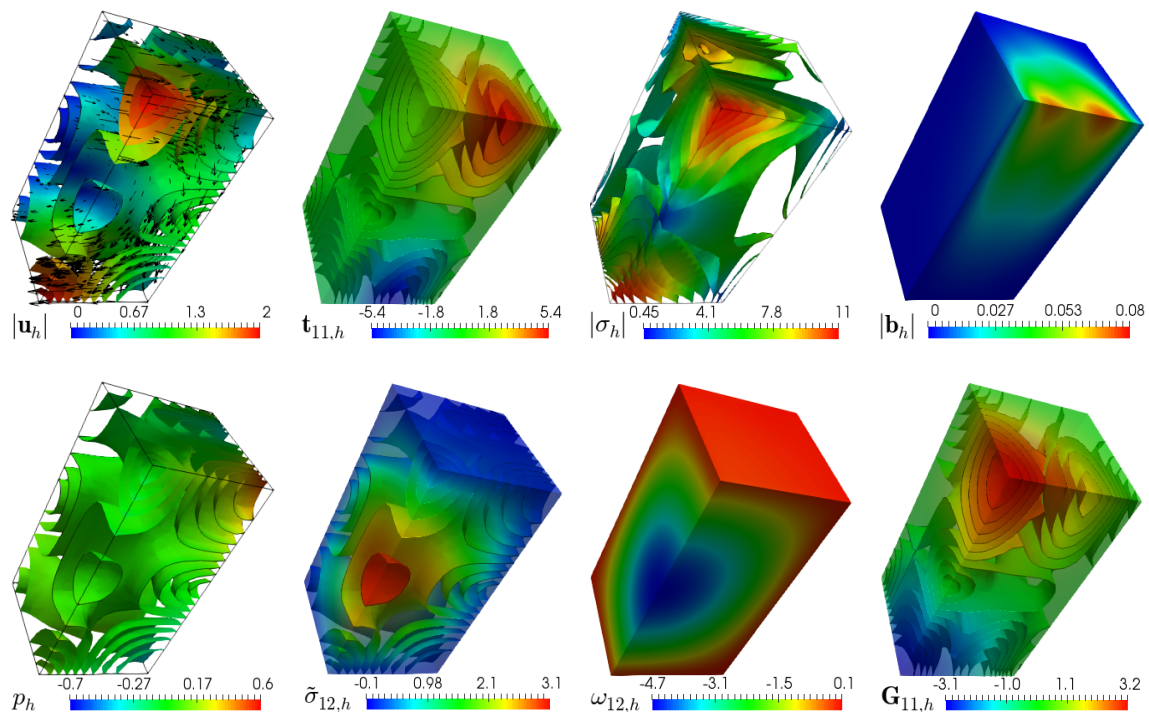 0 0.67 1.3 2
|u_h|
-5.4 -1.8 1.8 5.4
t_{11,h}
0.45 4.1 7.8 11
|σ_h|
0 0.027 0.053 0.08
|b_h|
-0.7 -0.27 0.17 0.6
p_h
-0.1 0.98 2.1 3.1
σ̃_{12,h}
-4.7 -3.1 -1.5 0.1
ω_{12,h}
-3.1 -1.0 1.1 3.2
G_{11,h}